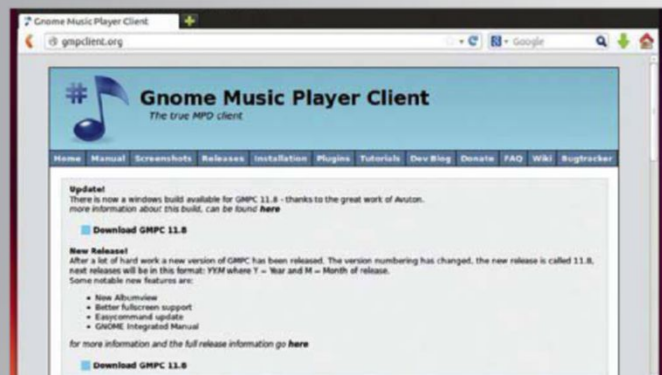 Gnome Music Player Client
gmpclient.org
Google
Gnome Music Player Client
The true MPD client
Home Manual Screenshots Releases Installation Plugins Tutorials Dev Blog Donate FAQ Wiki Bugtracker
Update!
There is now a windows build available for GMPC 11.8 - thanks to the great work of Avuton.
more information about this build, can be found here
Download GMPC 11.8
New Release!
After a lot of hard work a new version of GMPC has been released. The version numbering has changed, the new release is called 11.8,
next releases will be in this format: YY.M where Y = Year and M = Month of release.
Some notable new features are:
New Albumview
Better fullscreen support
Easycommand update
GNOME Integrated Manual
for more information and the full release information go here
Download GMPC 11.8